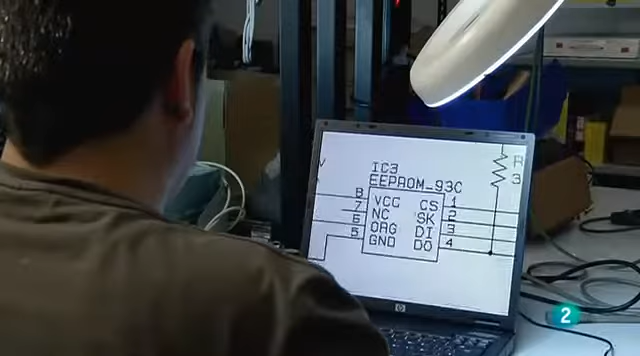 IC3
EEPROM_93C
R
3
8 VCC CS 1
7 NC SK 2
6 ORG DI 3
5 GND DO 4
hp
2